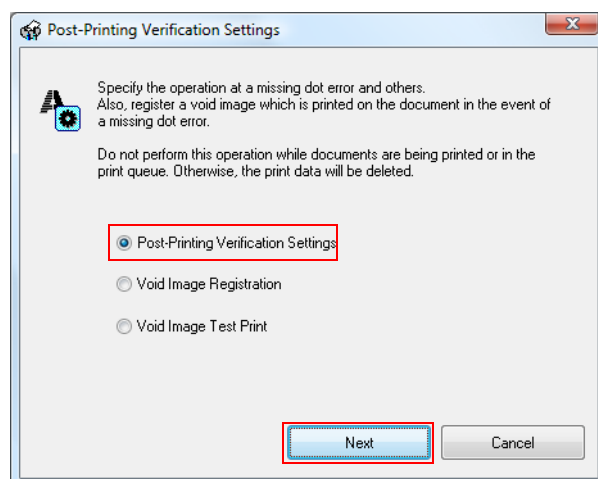 Post-Printing Verification Settings
Specify the operation at a missing dot error and others.
Also, register a void image which is printed on the document in the event of
a missing dot error.
Do not perform this operation while documents are being printed or in the
print queue. Otherwise, the print data will be deleted.
Post-Printing Verification Settings
Void Image Registration
Void Image Test Print
Next
Cancel